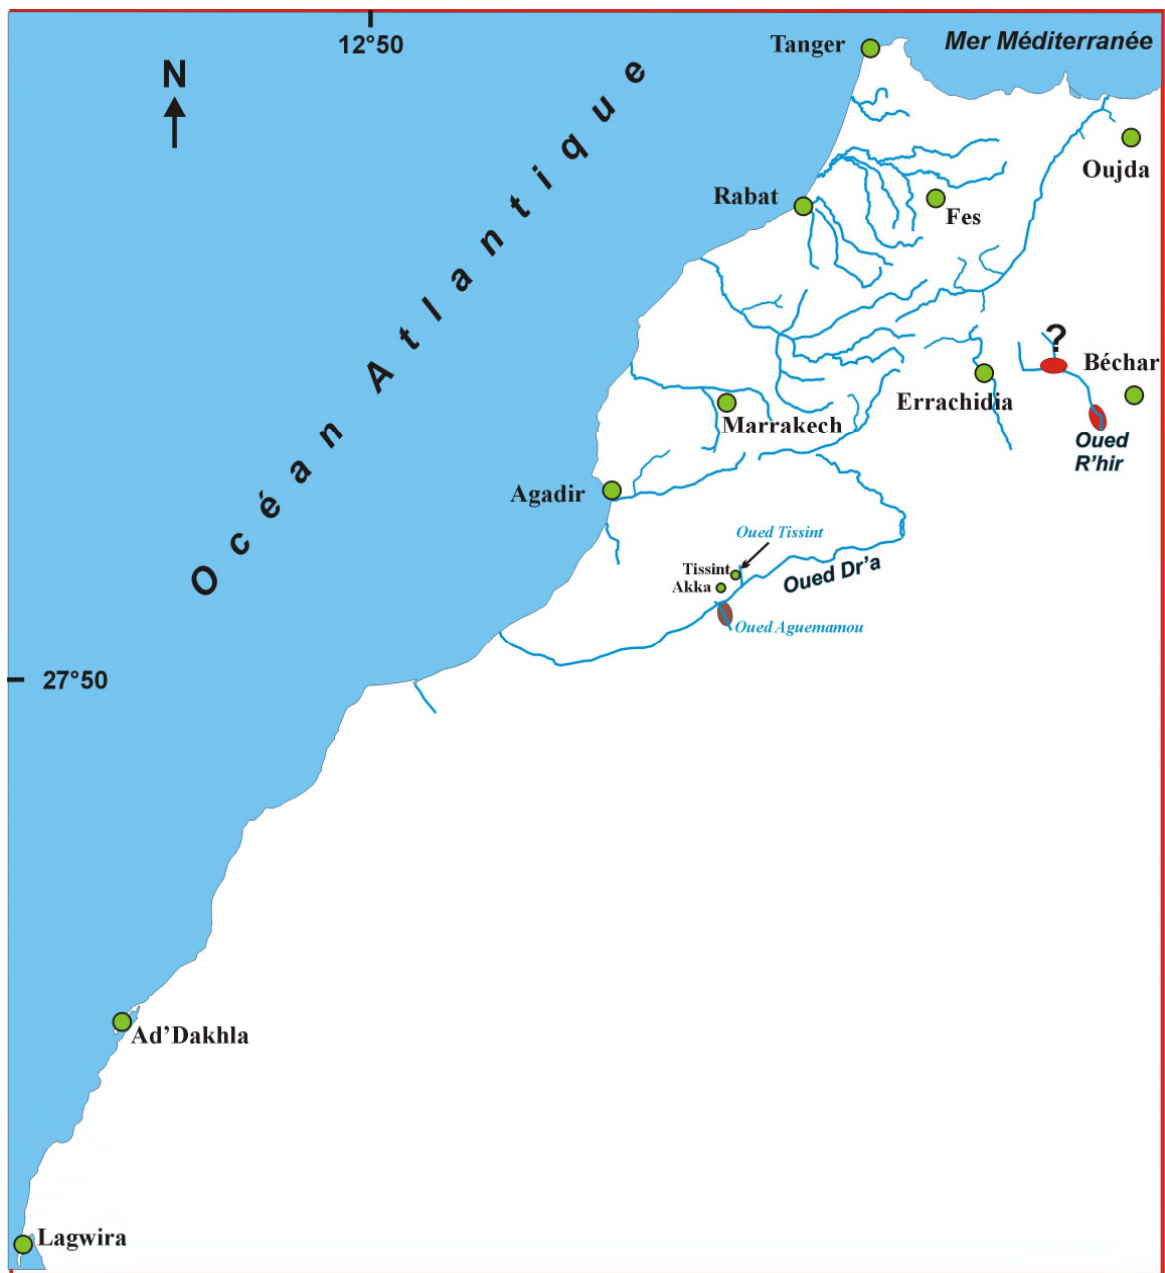 12°50
Tanger
Mer Méditerranée
N
Océan Atlantique
Oujda
Rabat
Fes
?
Béchar
Errachidia
Marrakech
Oued
R'hir
Agadir
Oued Tissint
Tissint
Akka
Oued Dr'a
Oued Aguemamou
27°50
Ad'Dakhla
Lagwira